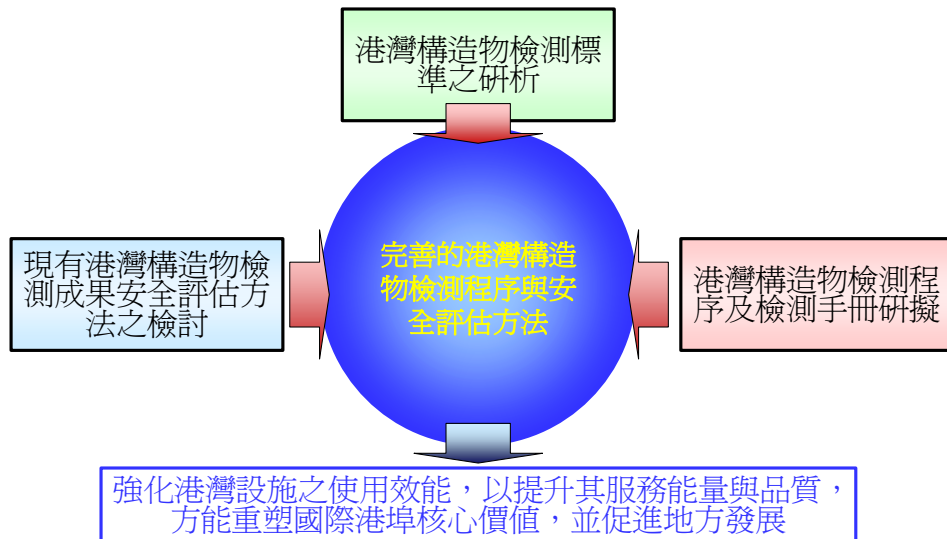 港灣構造物檢測標
準之研析
現有港灣構造物檢
測成果安全評估方
法之檢討
完善的港灣構造
物檢測程序與安
全評估方法
港灣構造物檢測程
序及檢測手冊研擬
強化港灣設施之使用效能，以提升其服務能量與品質，
方能重塑國際港埠核心價值，並促進地方發展